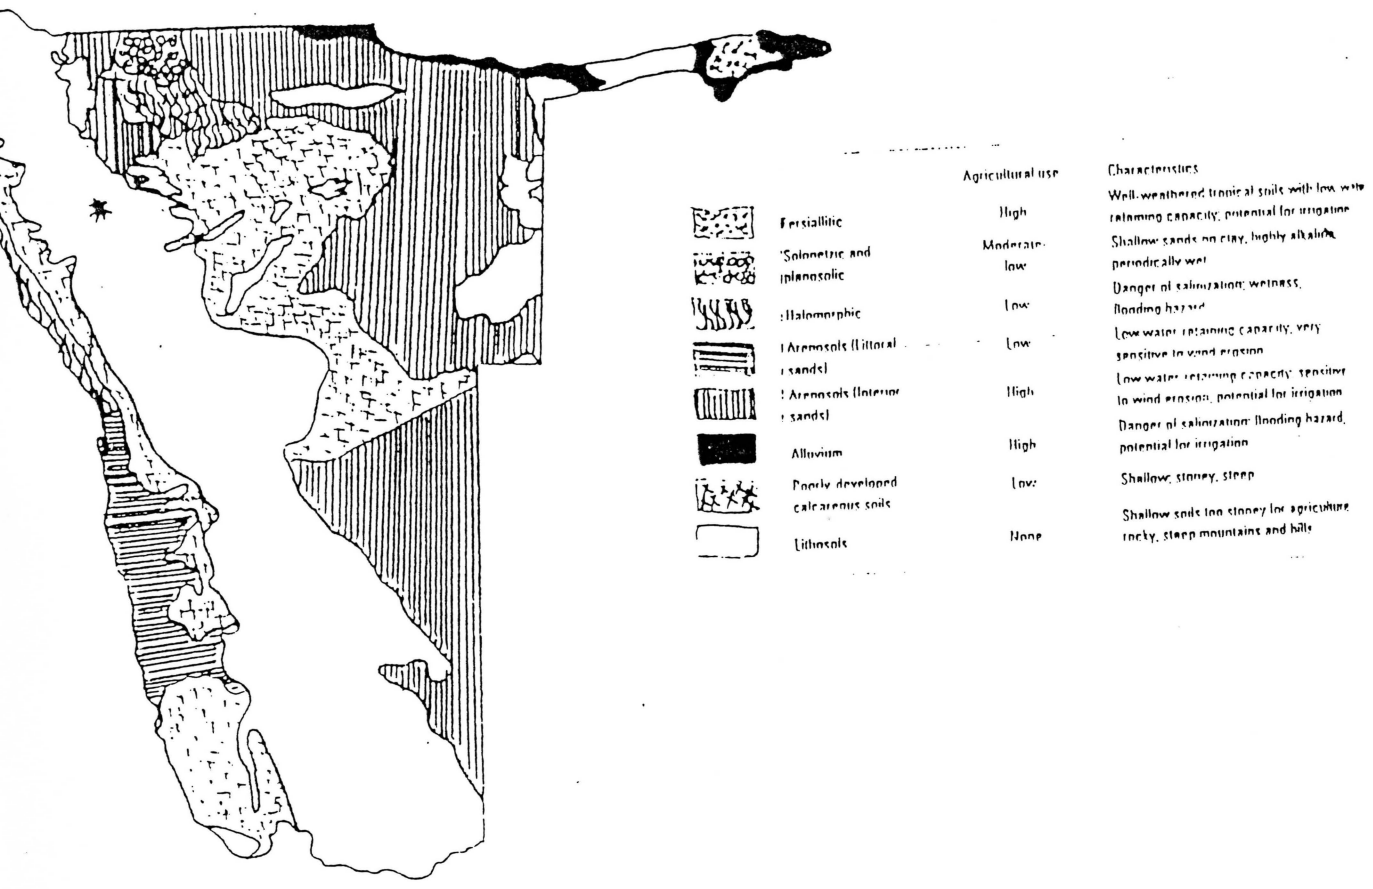 Agricultural use
Characteristics
Fersiallitic
High
Well-weathered tropical soils with low
retaining capacity, potential for irrigation
Solonetzic and
planosolic
Moderate-
low
Shallow sands on clay, highly alkaline,
periodically wet
Halomorphic
Low
Danger of salinization; wetness,
flooding hazard
Arenosols (Littoral
sands)
Low
Low water retaining capacity, very
sensitive to wind erosion
Arenosols (Interior
sands)
High
Low water retaining capacity, sensitive
to wind erosion, potential for irrigation
Alluvium
High
Danger of salinization flooding hazard,
potential for irrigation
Poorly developed
calcareous soils
Low
Shallow, stoney, steep
Lithosols
None
Shallow soils too stoney for agriculture
rocky, steep mountains and hills